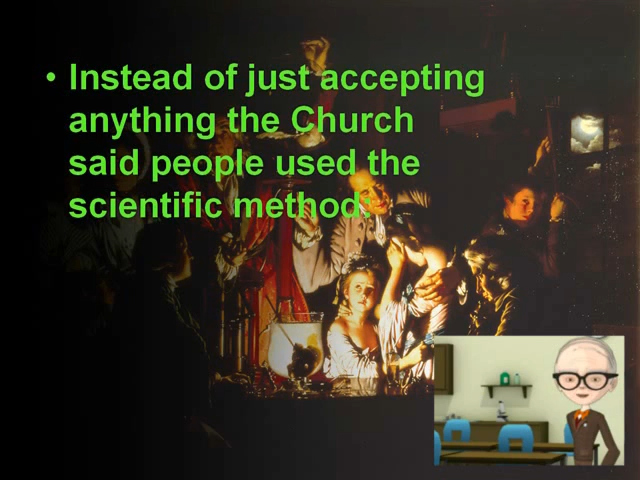 • Instead of just accepting
anything the Church
said people used the
scientific method: